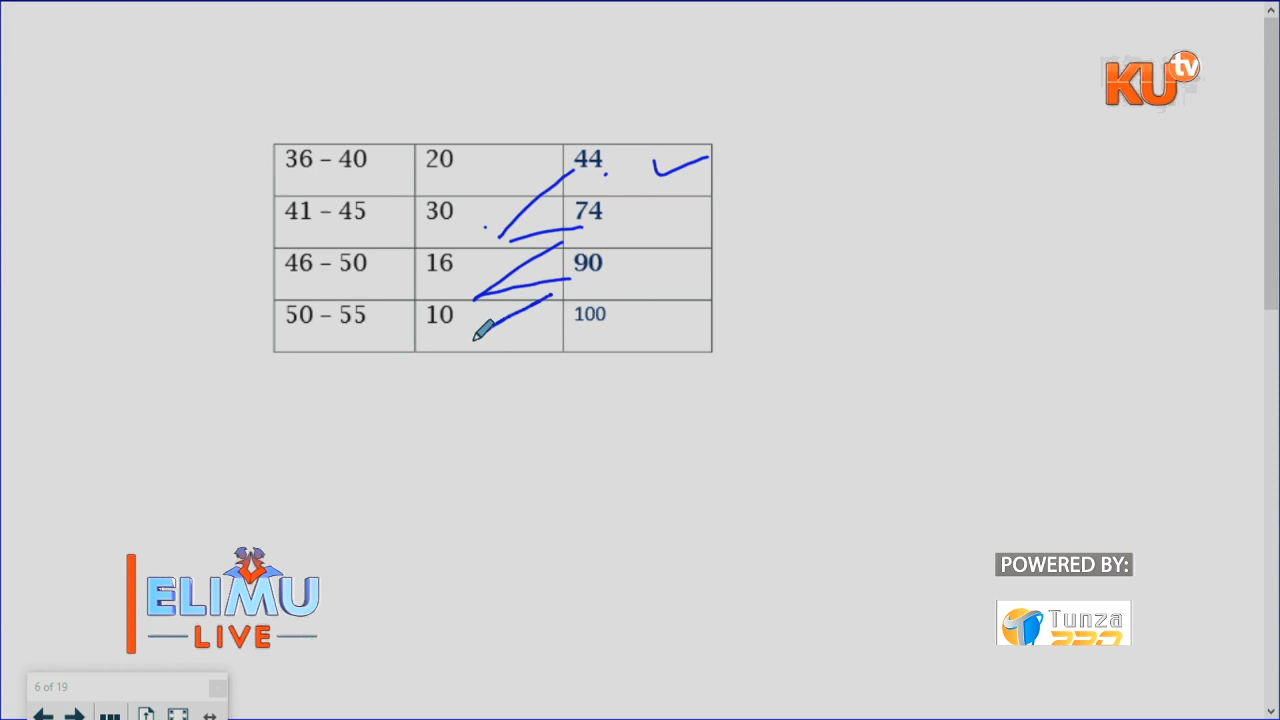 KU tv
36 – 40 20 44
41 – 45 30 74
46 – 50 16 90
50 – 55 10 100
ELIMU
LIVE
POWERED BY:
Tunza
PRO
6 of 19